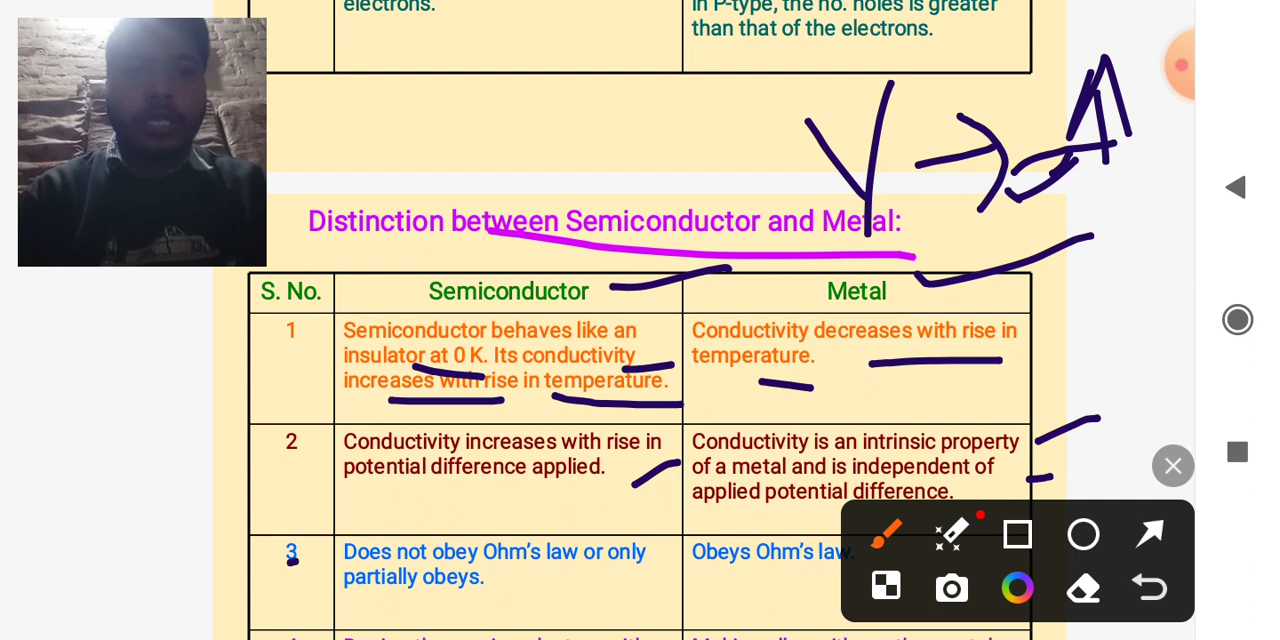 electrons.
in P-type, the no. holes is greater
than that of the electrons.
Distinction between Semiconductor and Metal:
S. No.
Semiconductor
Metal
1
Semiconductor behaves like an
insulator at 0 K. Its conductivity
increases with rise in temperature.
Conductivity decreases with rise in
temperature.
2
Conductivity increases with rise in
potential difference applied.
Conductivity is an intrinsic property
of a metal and is independent of
applied potential difference.
3
Does not obey Ohm’s law or only
partially obeys.
Obeys Ohm’s law.